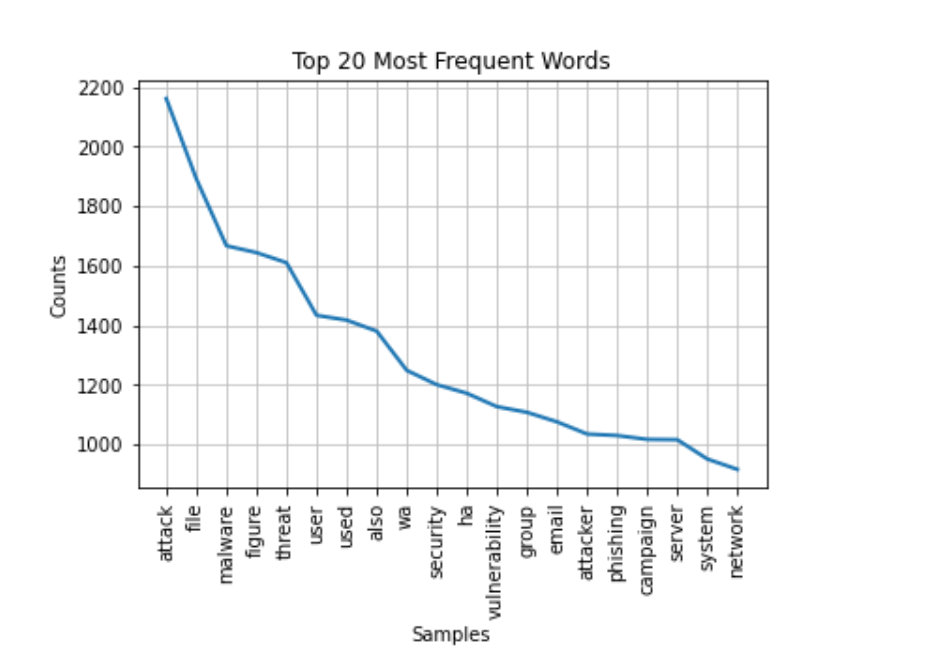 Top 20 Most Frequent Words
2200
2000
1800
1600
1400
1200
1000
Counts
attack
file
malware
figure
threat
user
used
also
wa
security
ha
vulnerability
group
email
attacker
phishing
campaign
server
system
network
Samples